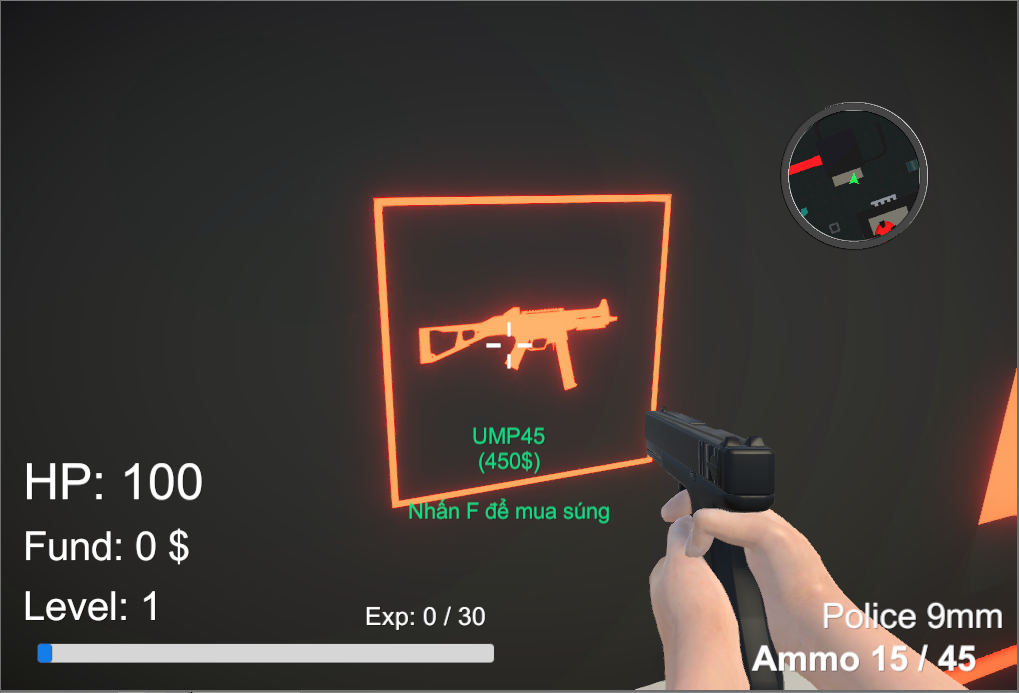 UMP45
(450$)
Nhấn F để mua súng
HP: 100
Fund: 0 $
Level: 1
Exp: 0 / 30
Police 9mm
Ammo 15 / 45